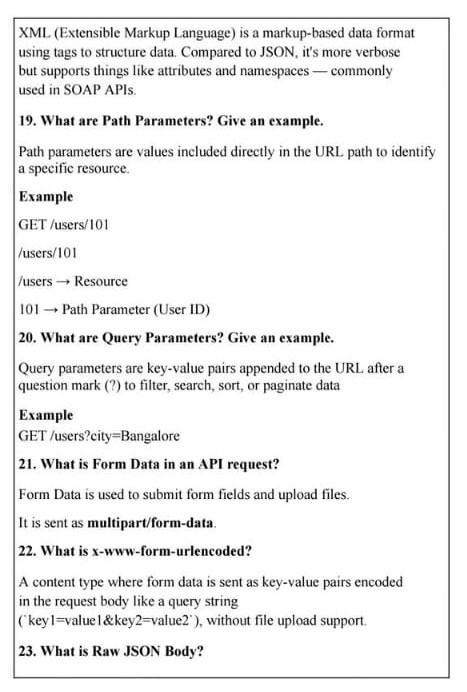 XML (Extensible Markup Language) is a markup-based data format
using tags to structure data. Compared to JSON, it's more verbose
but supports things like attributes and namespaces — commonly
used in SOAP APIs.
19. What are Path Parameters? Give an example.
Path parameters are values included directly in the URL path to identify
a specific resource.
Example
GET /users/101
/users/101
/users → Resource
101 → Path Parameter (User ID)
20. What are Query Parameters? Give an example.
Query parameters are key-value pairs appended to the URL after a
question mark (?) to filter, search, sort, or paginate data
Example
GET /users?city=Bangalore
21. What is Form Data in an API request?
Form Data is used to submit form fields and upload files.
It is sent as multipart/form-data.
22. What is x-www-form-urlencoded?
A content type where form data is sent as key-value pairs encoded
in the request body like a query string
(`key1=value1&key2=value2`), without file upload support.
23. What is Raw JSON Body?